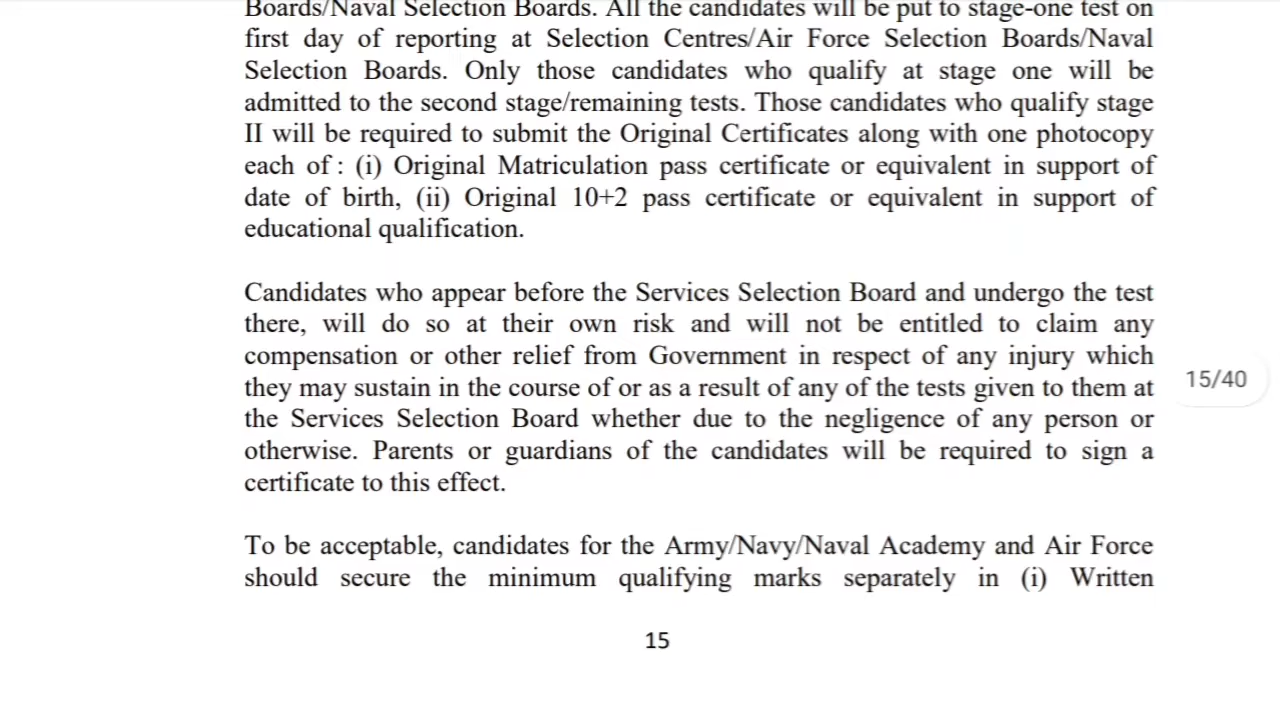 Boards/Naval Selection Boards. All the candidates will be put to stage-one test on
first day of reporting at Selection Centres/Air Force Selection Boards/Naval
Selection Boards. Only those candidates who qualify at stage one will be
admitted to the second stage/remaining tests. Those candidates who qualify stage
II will be required to submit the Original Certificates along with one photocopy
each of : (i) Original Matriculation pass certificate or equivalent in support of
date of birth, (ii) Original 10+2 pass certificate or equivalent in support of
educational qualification.
Candidates who appear before the Services Selection Board and undergo the test
there, will do so at their own risk and will not be entitled to claim any
compensation or other relief from Government in respect of any injury which
they may sustain in the course of or as a result of any of the tests given to them at
the Services Selection Board whether due to the negligence of any person or
otherwise. Parents or guardians of the candidates will be required to sign a
certificate to this effect.
15/40
To be acceptable, candidates for the Army/Navy/Naval Academy and Air Force
should secure the minimum qualifying marks separately in (i) Written
15